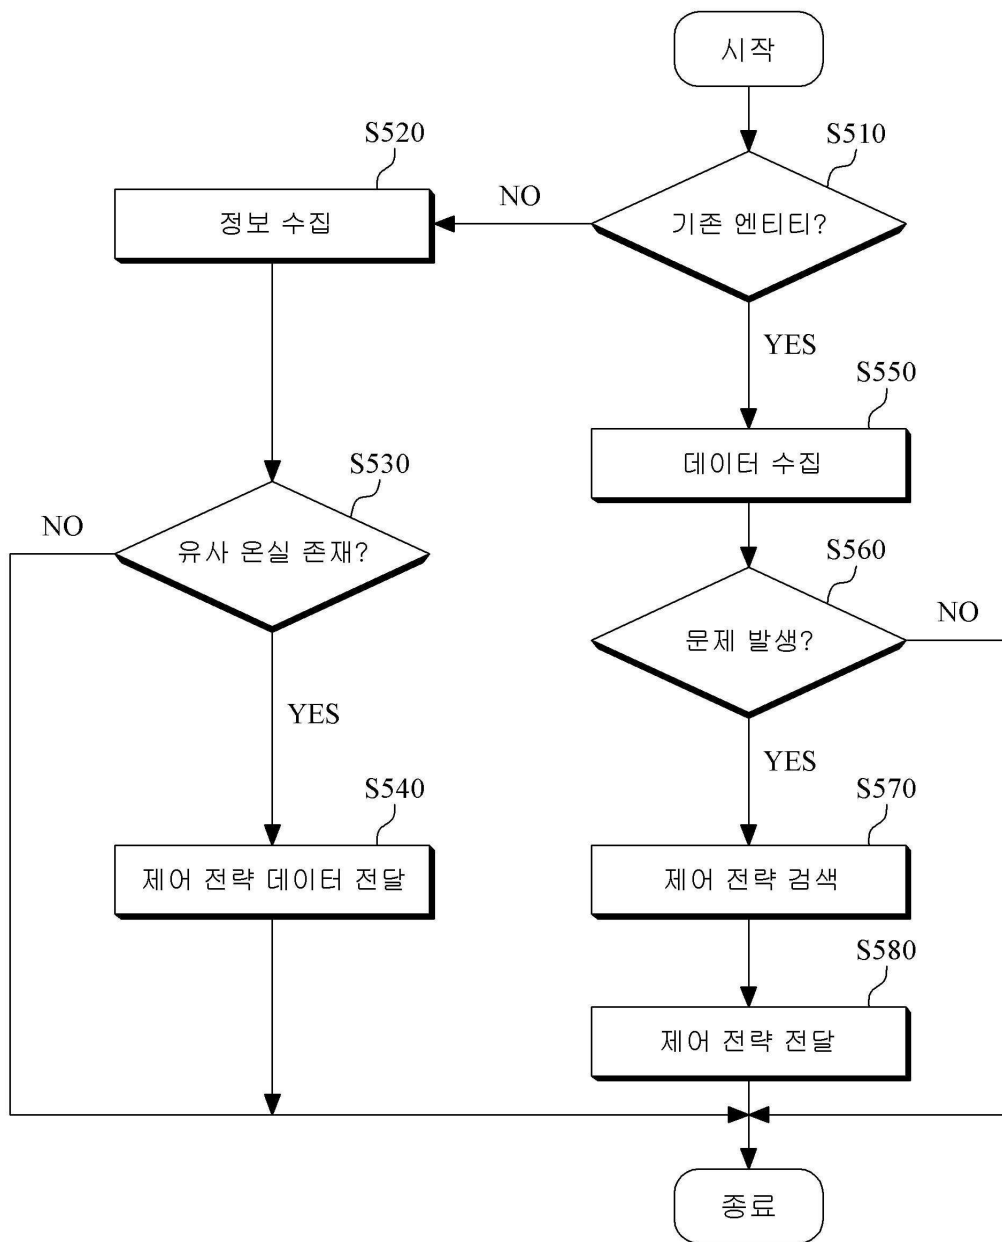 시작
S510
기존 엔티티?
NO
S520
정보 수집
YES
S550
데이터 수집
S530
유사 온실 존재?
NO
S560
문제 발생?
NO
YES
YES
S540
제어 전략 데이터 전달
S570
제어 전략 검색
S580
제어 전략 전달
종료